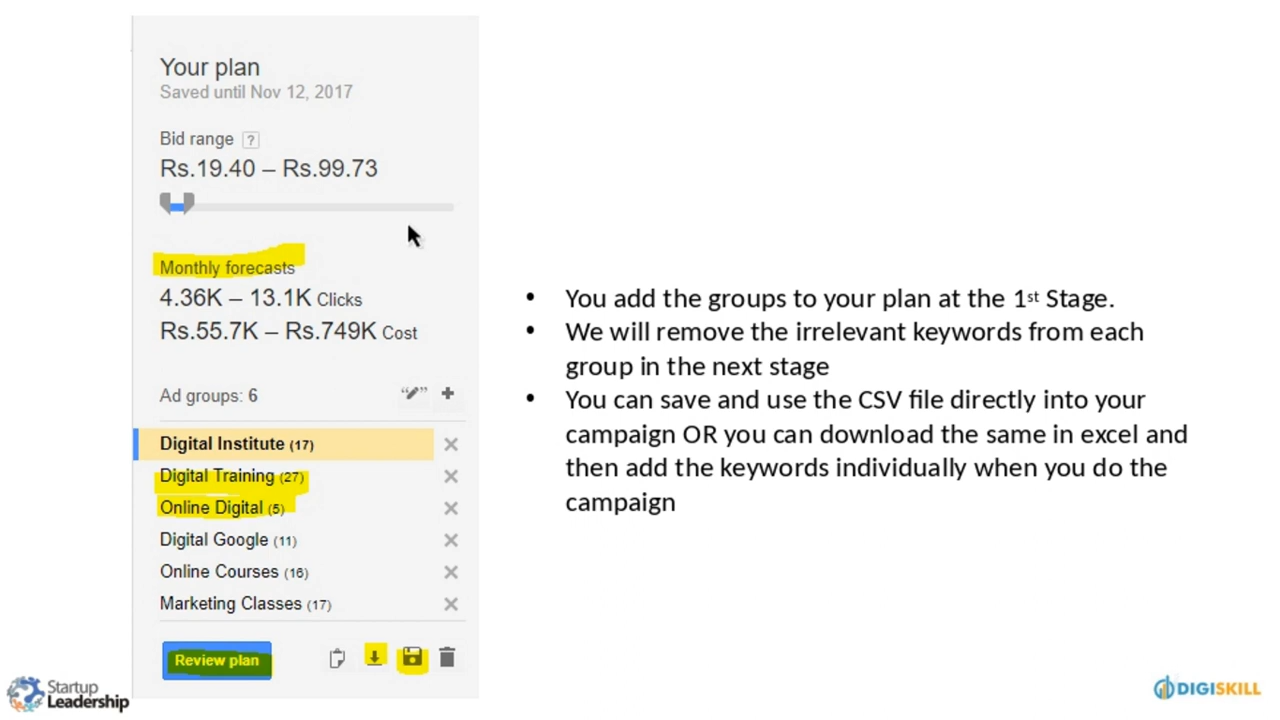 Your plan
Saved until Nov 12, 2017
Bid range ?
Rs.19.40 – Rs.99.73
Monthly forecasts
4.36K – 13.1K Clicks
Rs.55.7K – Rs.749K Cost
Ad groups: 6
Digital Institute (17)
Digital Training (27)
Online Digital (5)
Digital Google (11)
Online Courses (16)
Marketing Classes (17)
Review plan
• You add the groups to your plan at the 1st Stage.
• We will remove the irrelevant keywords from each
group in the next stage
• You can save and use the CSV file directly into your
campaign OR you can download the same in excel and
then add the keywords individually when you do the
campaign
Startup
Leadership
DIGISKILL